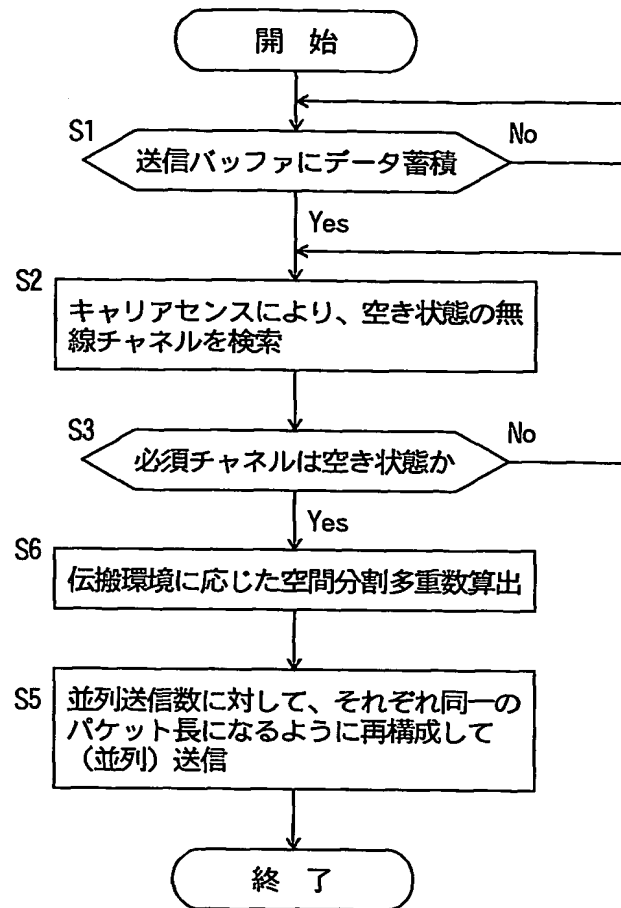 開 始
S1
送信バッファにデータ蓄積
No
Yes
S2
キャリアセンスにより、空き状態の無
線チャネルを検索
S3
必須チャネルは空き状態か
No
Yes
S6
伝搬環境に応じた空間分割多重数算出
S5
並列送信数に対して、それぞれ同一の
パケット長になるように再構成して
(並列)送信
終 了